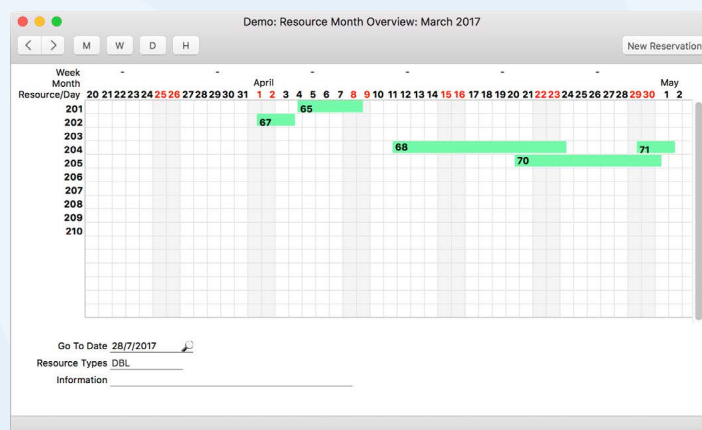 Demo: Resource Month Overview: March 2017
< > M W D H New Reservation
Week - - - - - -
Month April May
Resource/Day 20 21 22 23 24 25 26 27 28 29 30 31 1 2 3 4 5 6 7 8 9 10 11 12 13 14 15 16 17 18 19 20 21 22 23 24 25 26 27 28 29 30 1 2
201 65
202 67
203
204 68 71
205 70
206
207
208
209
210
Go To Date 28/7/2017
Resource Types DBL
Information